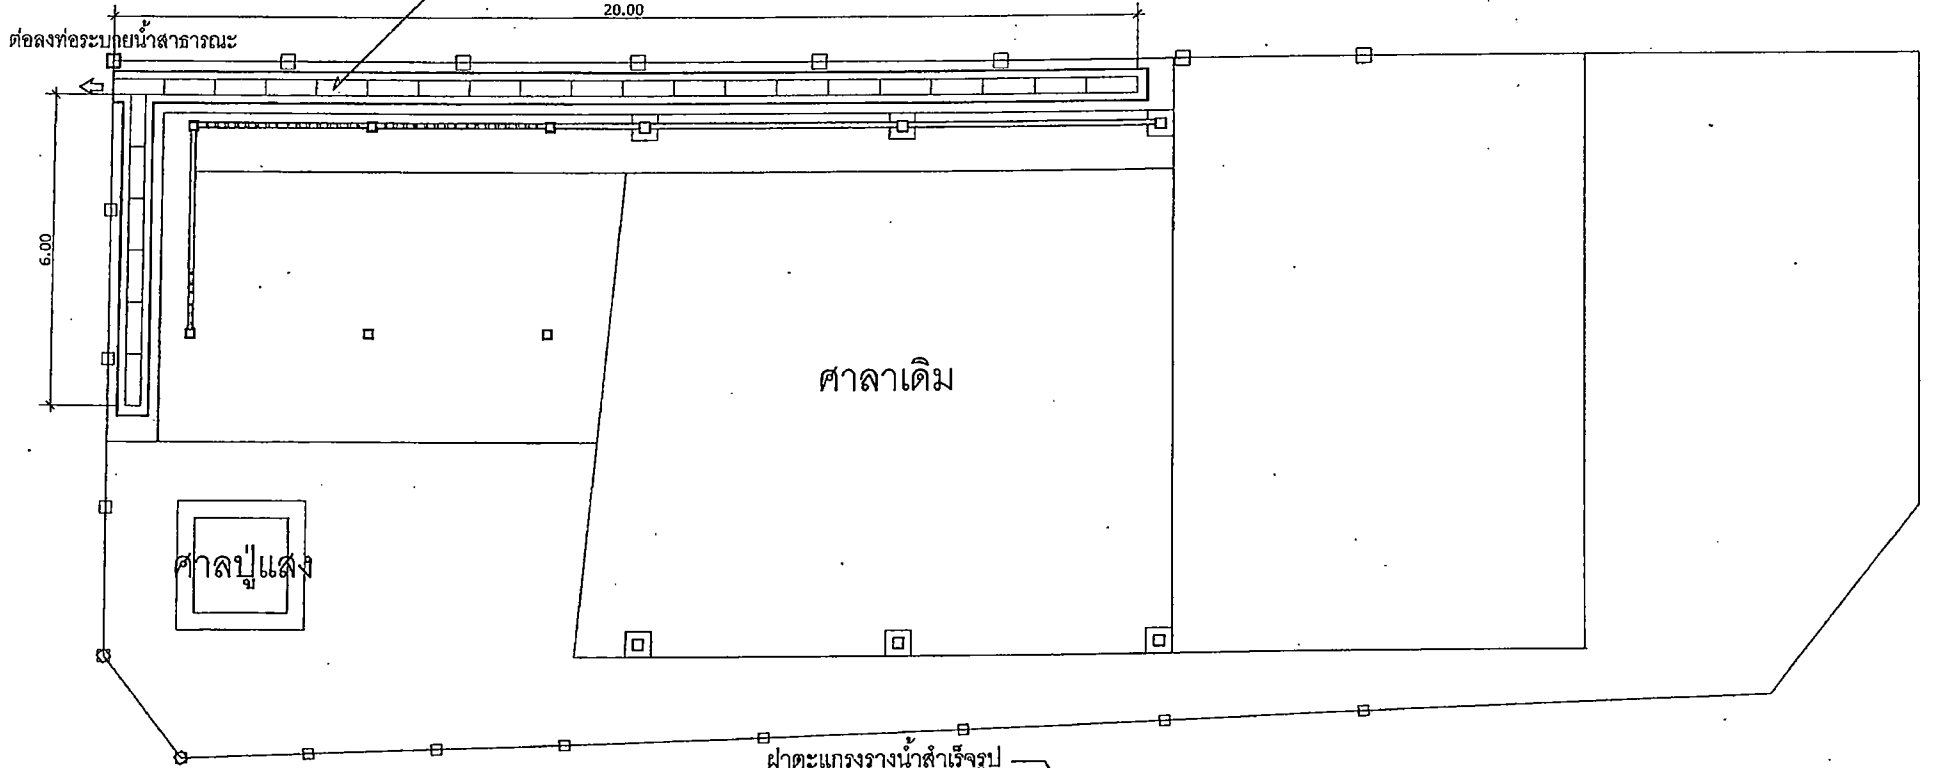 20.00
ต่อลงท่อระบายน้ำสาธารณะ
6.00
ศาลาเดิม
ศาลปู่แสง
ฝาตะแกรงรางน้ำสำเร็จรูป